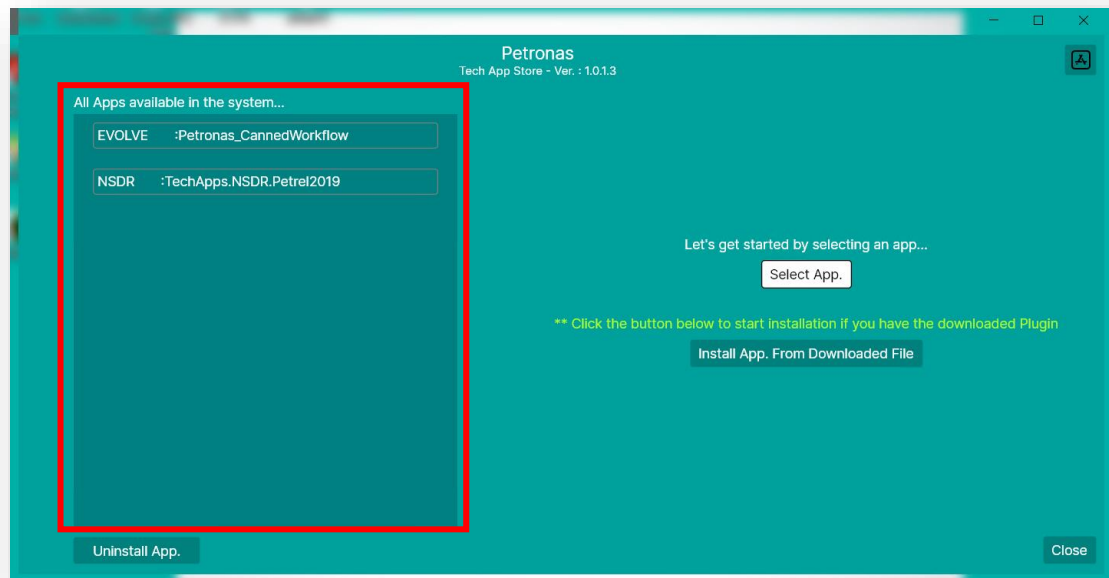 Petronas
Tech App Store - Ver. : 1.0.1.3
All Apps available in the system...
EVOLVE :Petronas_CannedWorkflow
NSDR :TechApps.NSDR.Petrel2019
Let's get started by selecting an app...
Select App.
** Click the button below to start installation if you have the downloaded Plugin
Install App. From Downloaded File
Uninstall App.
Close